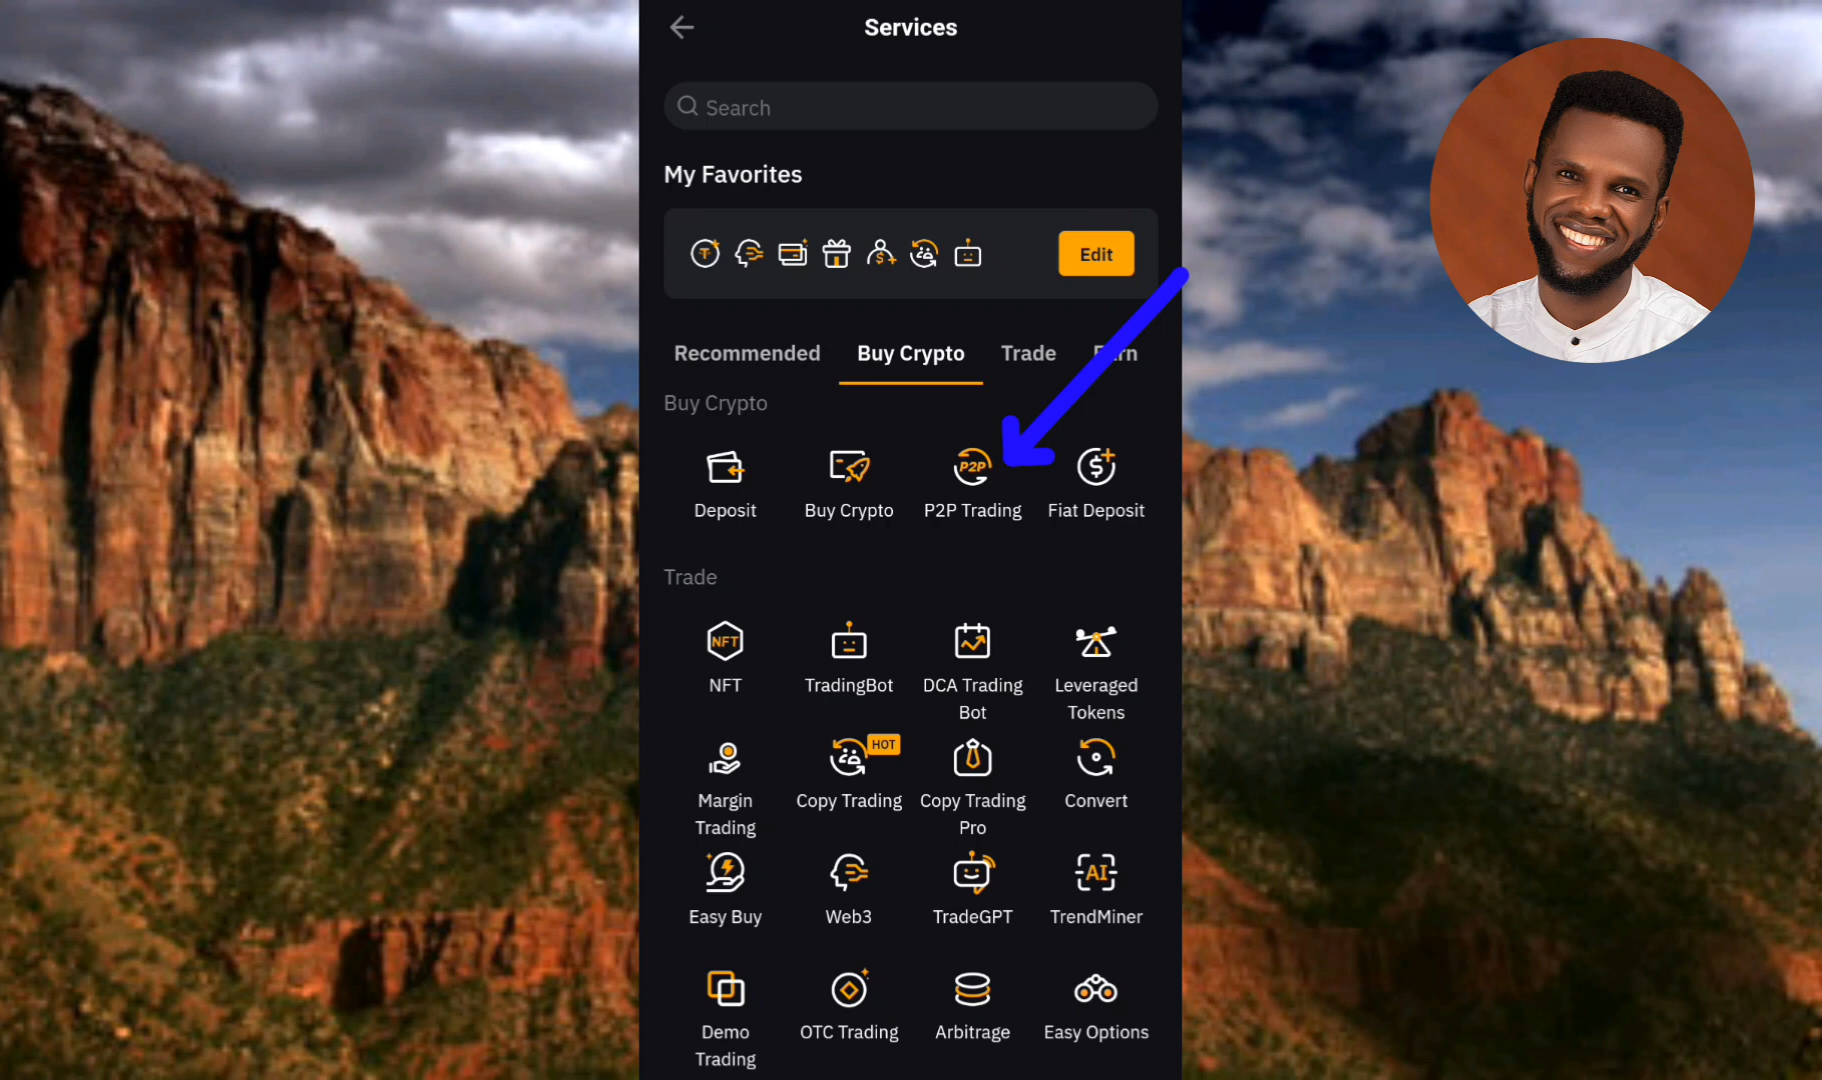 Services
Search
My Favorites
T
$
Edit
Recommended Buy Crypto Trade Earn
Buy Crypto
P2P $
Deposit Buy Crypto P2P Trading Fiat Deposit
Trade
NFT
NFT TradingBot DCA Trading Bot Leveraged Tokens
HOT
Margin Trading Copy Trading Copy Trading Pro Convert
AI
Easy Buy Web3 TradeGPT TrendMiner
Demo Trading OTC Trading Arbitrage Easy Options